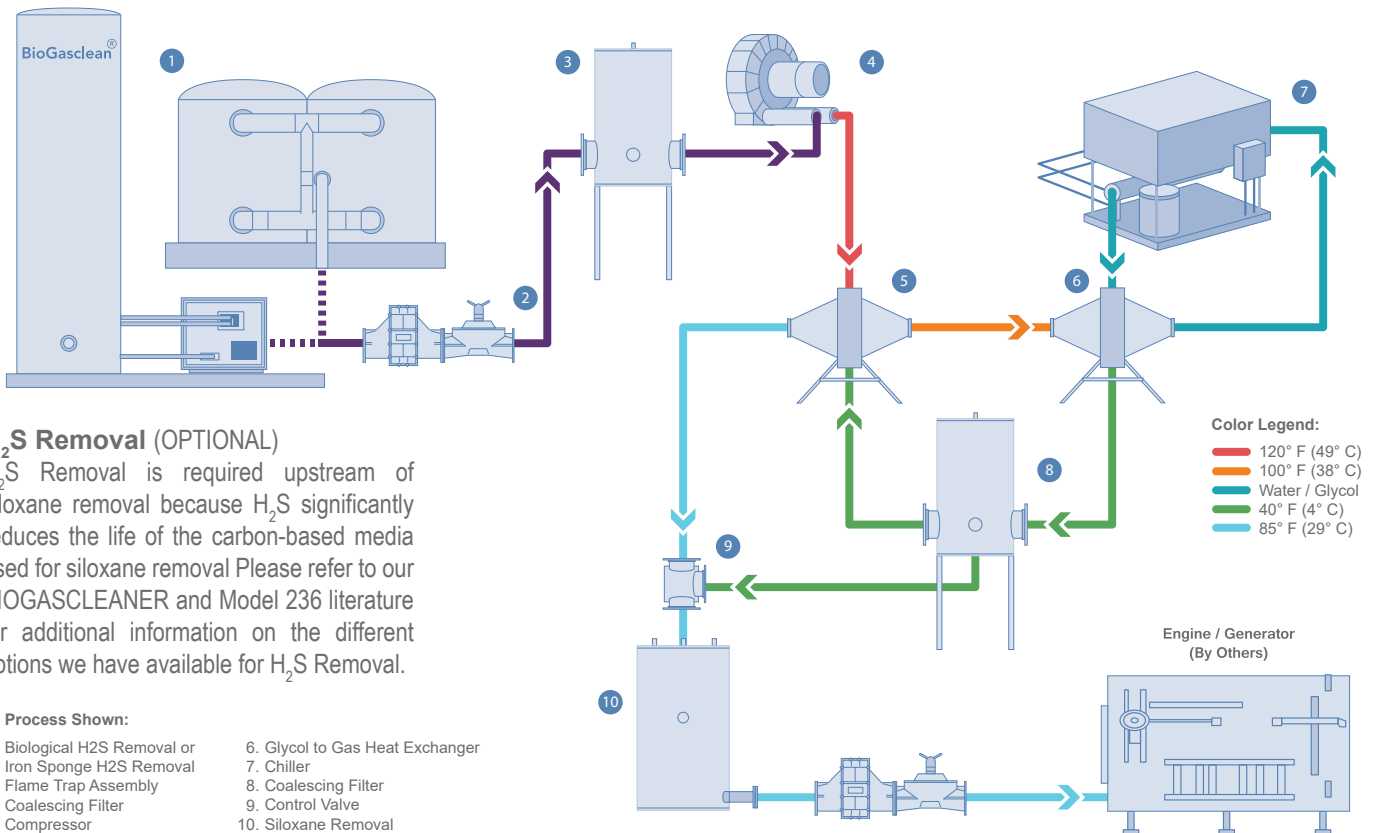 BioGasclean®
1
2
3
4
5
6
7
8
9
10
2S Removal (OPTIONAL)
2S Removal is required upstream of
loxane removal because H2S significantly
educes the life of the carbon-based media
sed for siloxane removal Please refer to our
IOGASCLEANER and Model 236 literature
r additional information on the different
ptions we have available for H2S Removal.
Color Legend:
120° F (49° C)
100° F (38° C)
Water / Glycol
40° F (4° C)
85° F (29° C)
Engine / Generator
(By Others)
Process Shown:
Biological H2S Removal or
Iron Sponge H2S Removal
Flame Trap Assembly
Coalescing Filter
Compressor
6. Glycol to Gas Heat Exchanger
7. Chiller
8. Coalescing Filter
9. Control Valve
10. Siloxane Removal